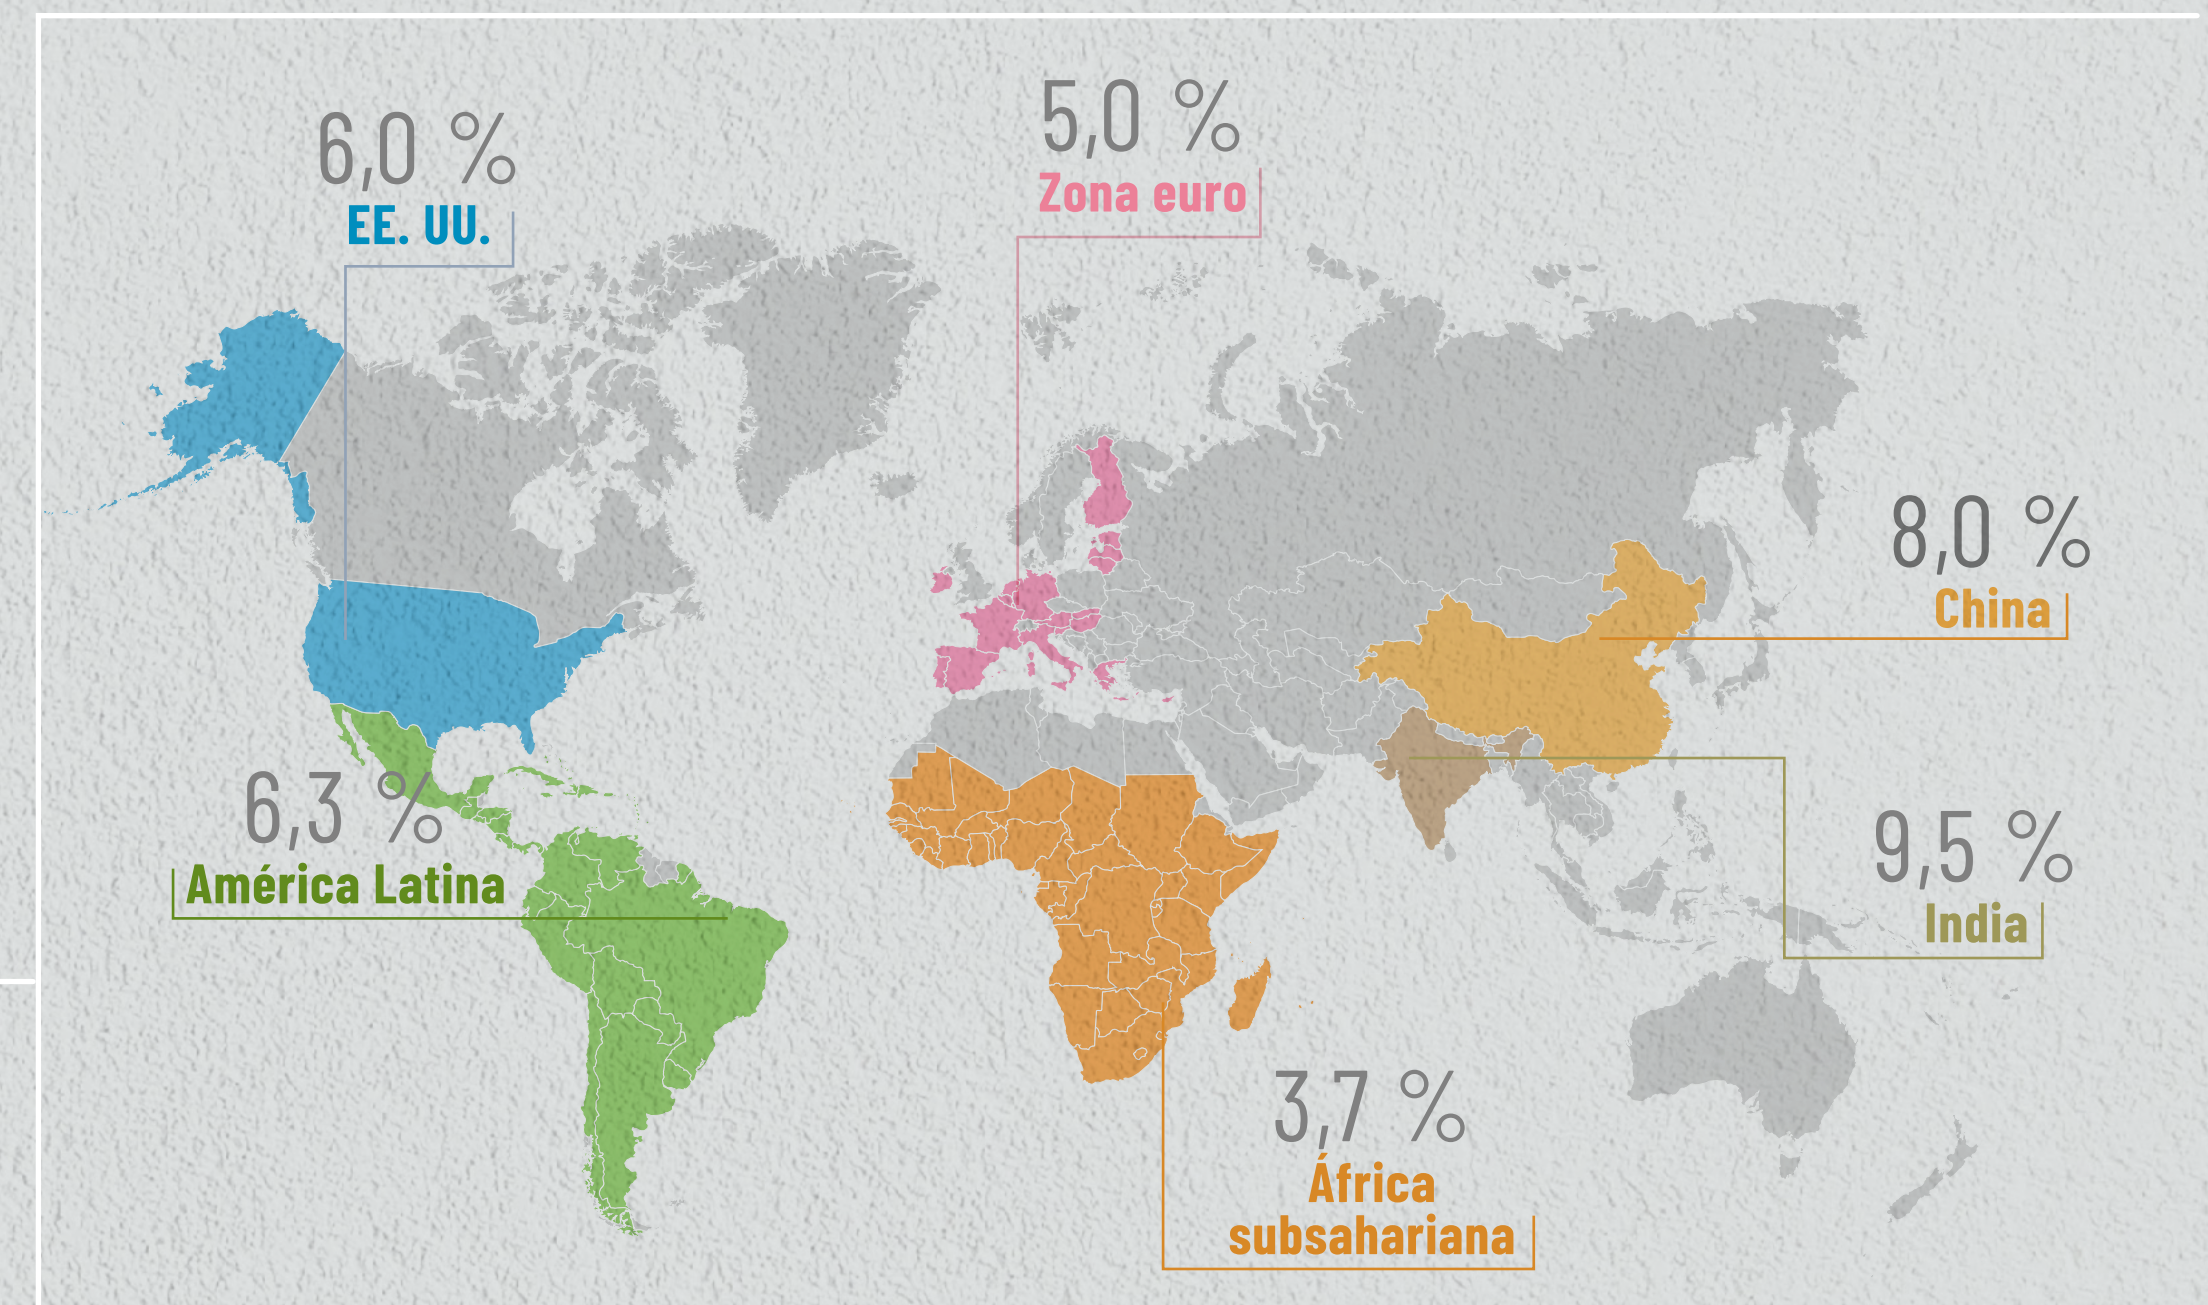 5,0 %
Zona euro
6,0 %
EE. UU.
8,0 %
China
6,3 %
América Latina
9,5 %
India
3,7 %
África
subsahariana